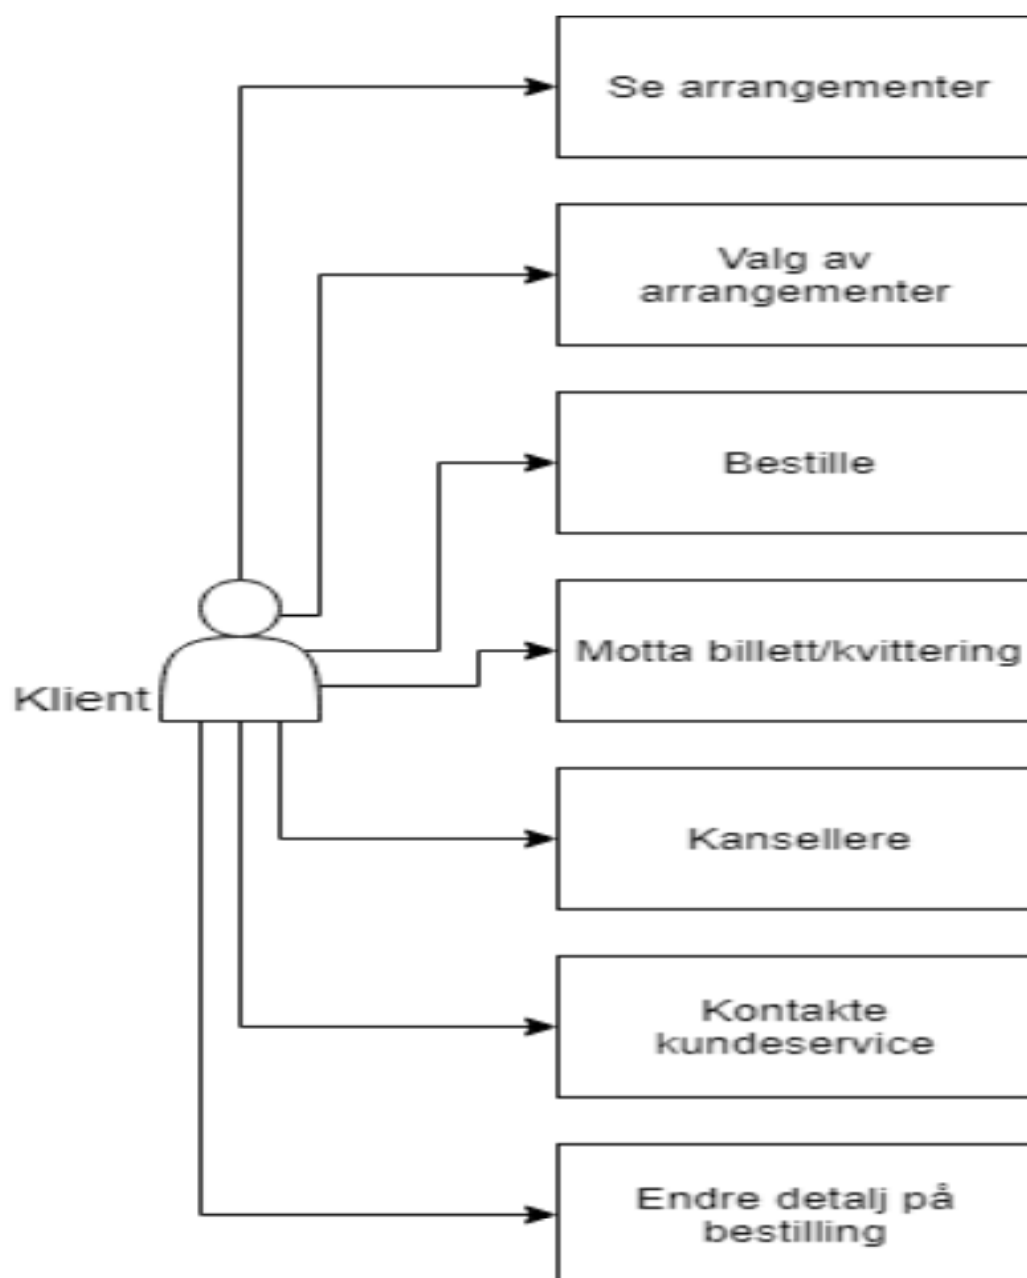 Se arrangementer
Valg av
arrangementer
Bestille
Motta billett/kvittering
Klient
Kansellere
Kontakte
kundeservice
Endre detalj på
bestilling